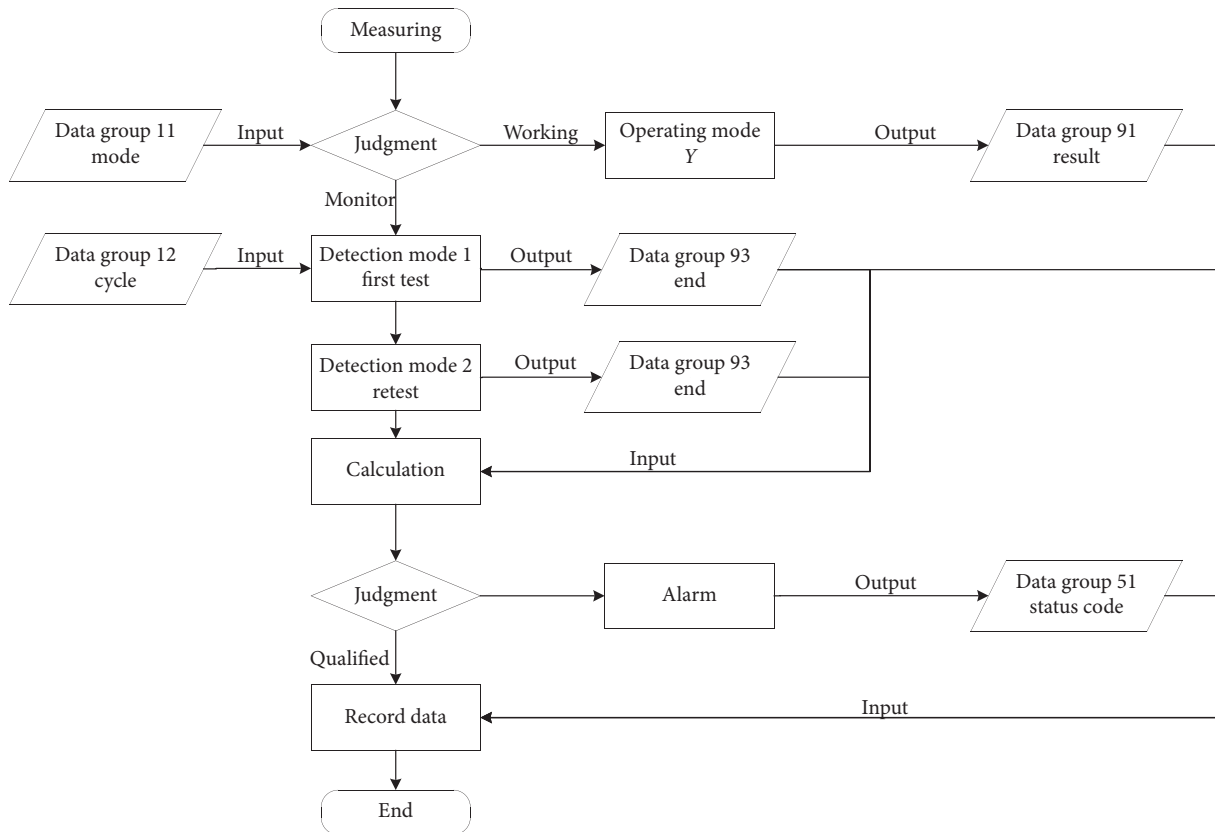 Measuring
Data group 11
mode
Input
Judgment
Working
Operating mode
Y
Output
Data group 91
result
Monitor
Data group 12
cycle
Input
Detection mode 1
first test
Output
Data group 93
end
Detection mode 2
retest
Output
Data group 93
end
Calculation
Input
Judgment
Alarm
Output
Data group 51
status code
Qualified
Record data
Input
End